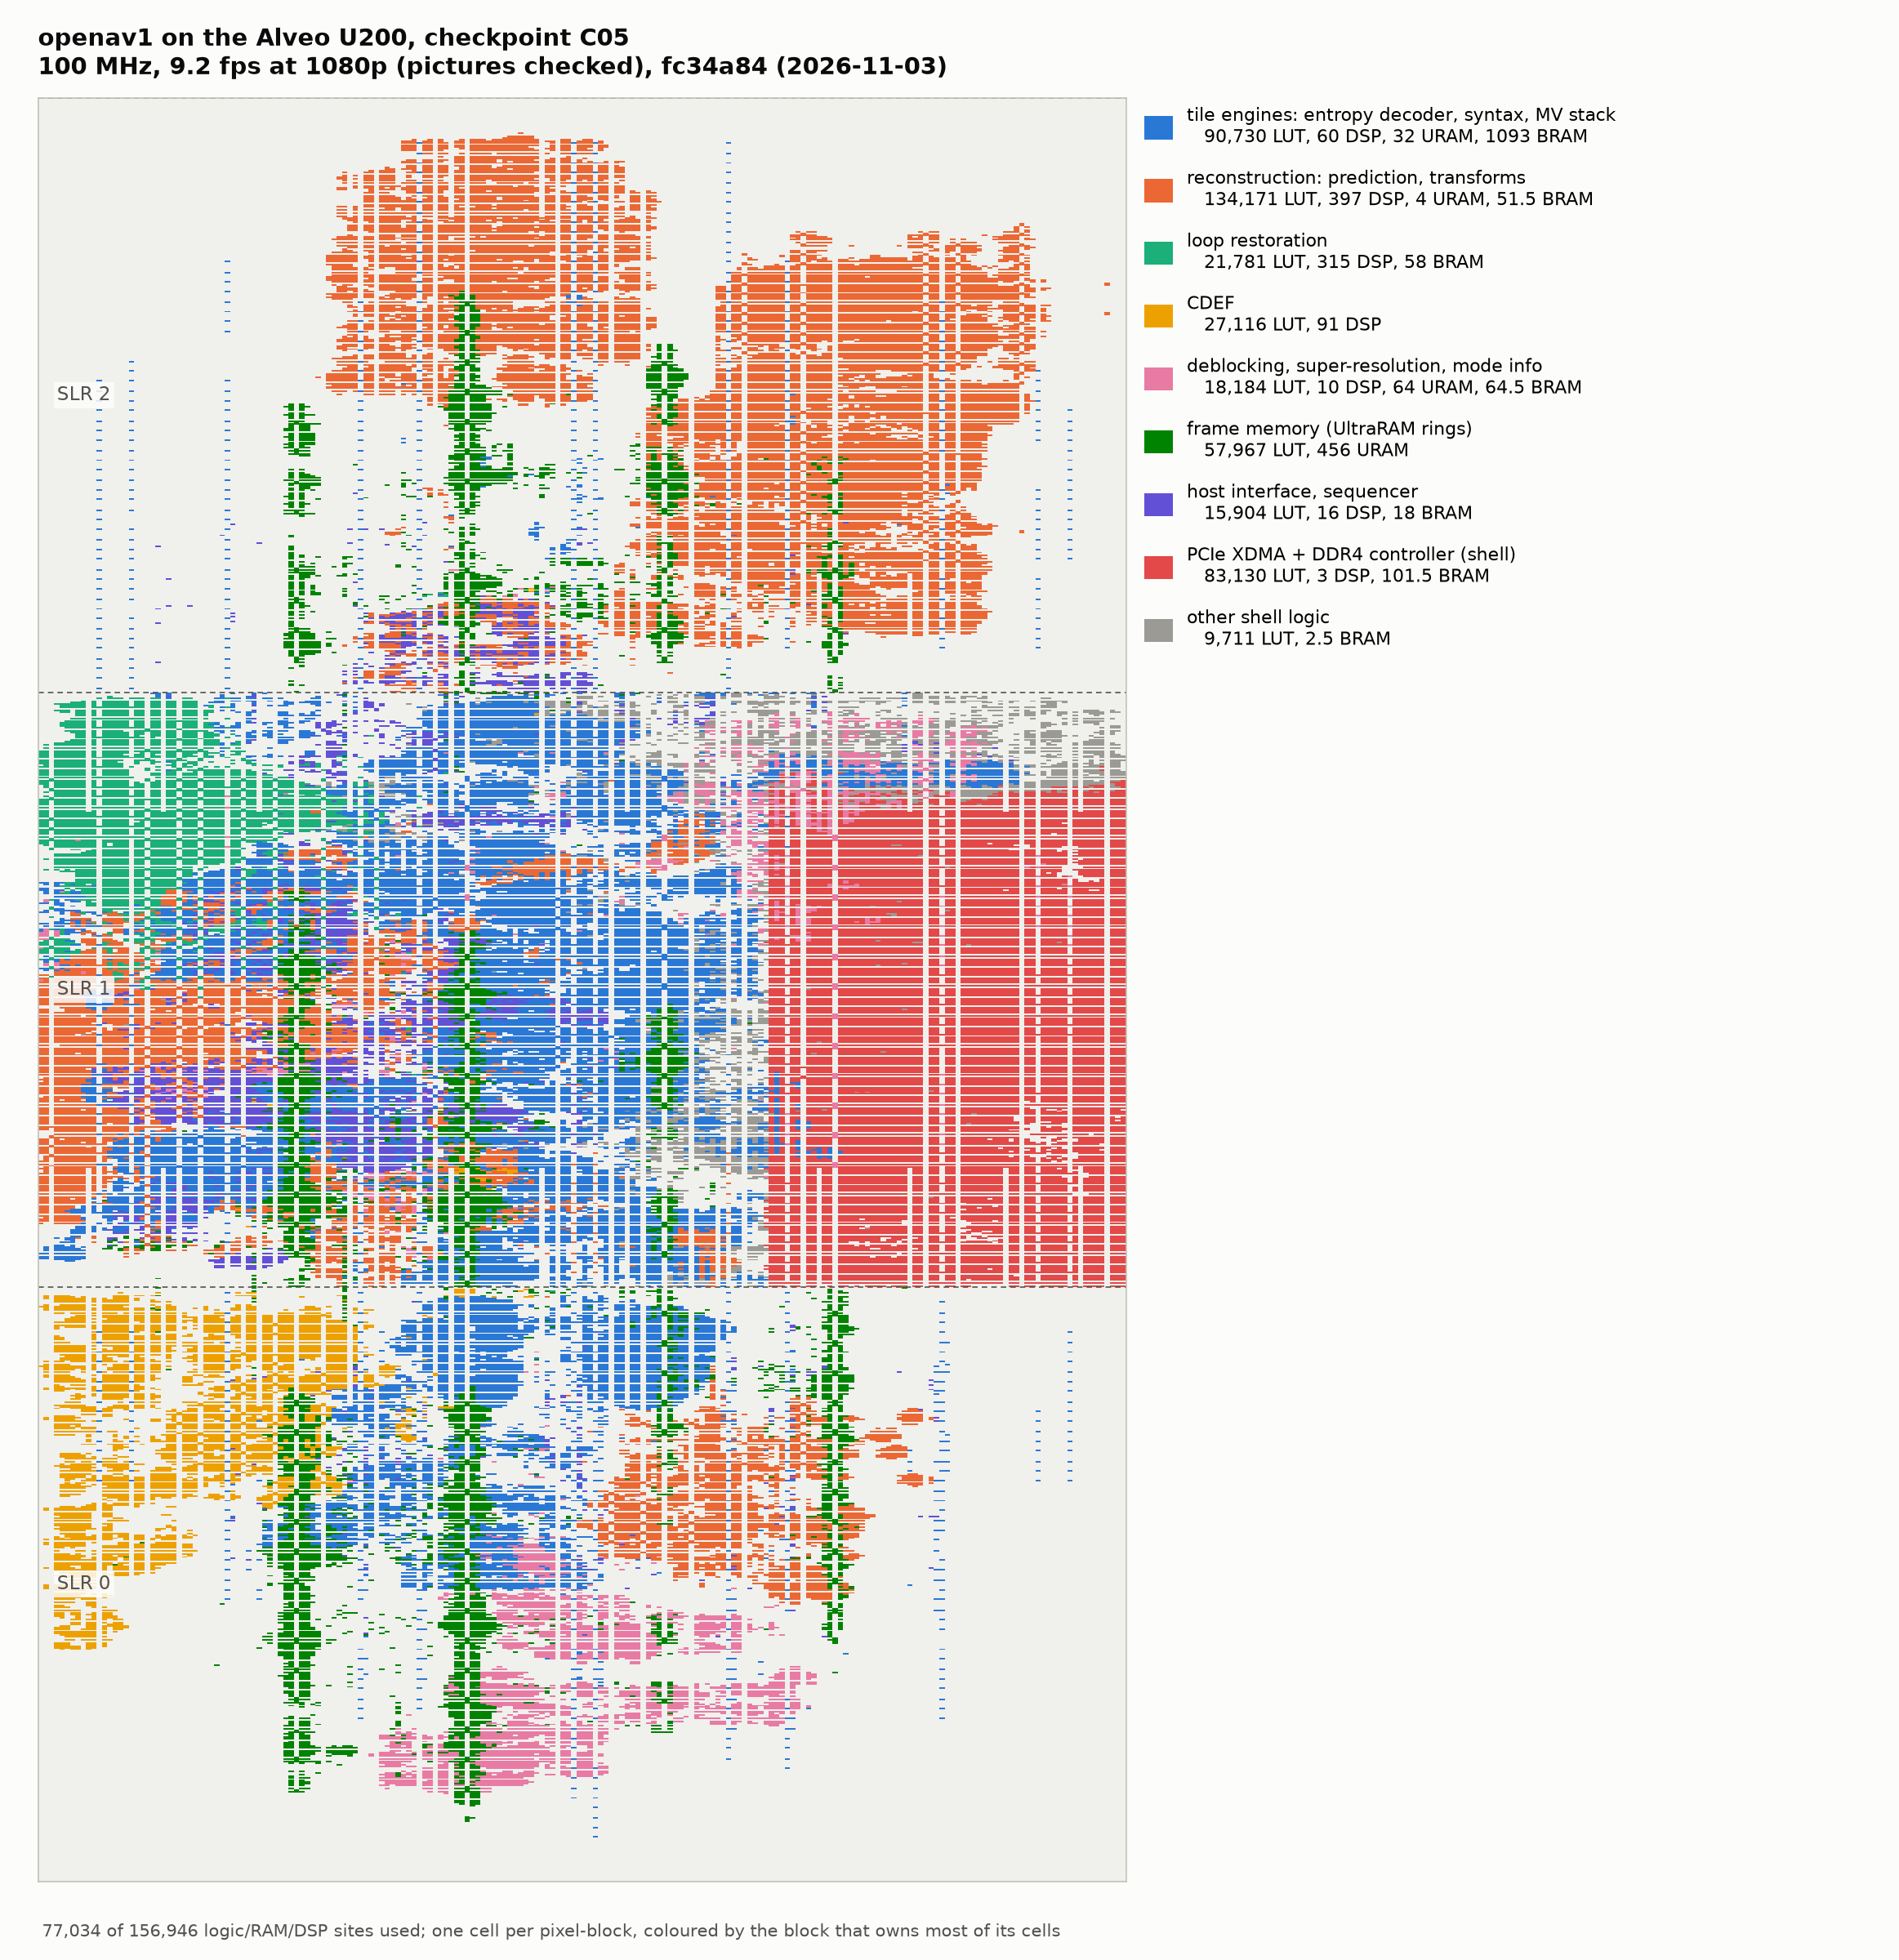 openav1 on the Alveo U200, checkpoint C05
100 MHz, 9.2 fps at 1080p (pictures checked), fc34a84 (2026-11-03)
tile engines: entropy decoder, syntax, MV stack
90,730 LUT, 60 DSP, 32 URAM, 1093 BRAM
reconstruction: prediction, transforms
134,171 LUT, 397 DSP, 4 URAM, 51.5 BRAM
loop restoration
21,781 LUT, 315 DSP, 58 BRAM
CDEF
27,116 LUT, 91 DSP
deblocking, super-resolution, mode info
18,184 LUT, 10 DSP, 64 URAM, 64.5 BRAM
frame memory (UltraRAM rings)
57,967 LUT, 456 URAM
host interface, sequencer
15,904 LUT, 16 DSP, 18 BRAM
PCIe XDMA + DDR4 controller (shell)
83,130 LUT, 3 DSP, 101.5 BRAM
other shell logic
9,711 LUT, 2.5 BRAM
SLR 2
SLR 1
SLR 0
77,034 of 156,946 logic/RAM/DSP sites used; one cell per pixel-block, coloured by the block that owns most of its cells